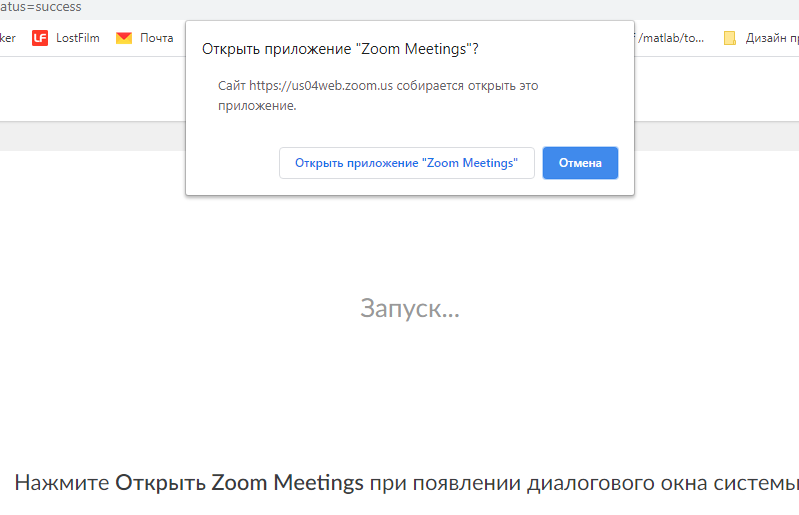 atus=success
ker LF LostFilm Почта /matlab/to... Дизайн пр
Открыть приложение "Zoom Meetings"?
Сайт https://us04web.zoom.us собирается открыть это
приложение.
Открыть приложение "Zoom Meetings" Отмена
Запуск...
Нажмите Открыть Zoom Meetings при появлении диалогового окна системы